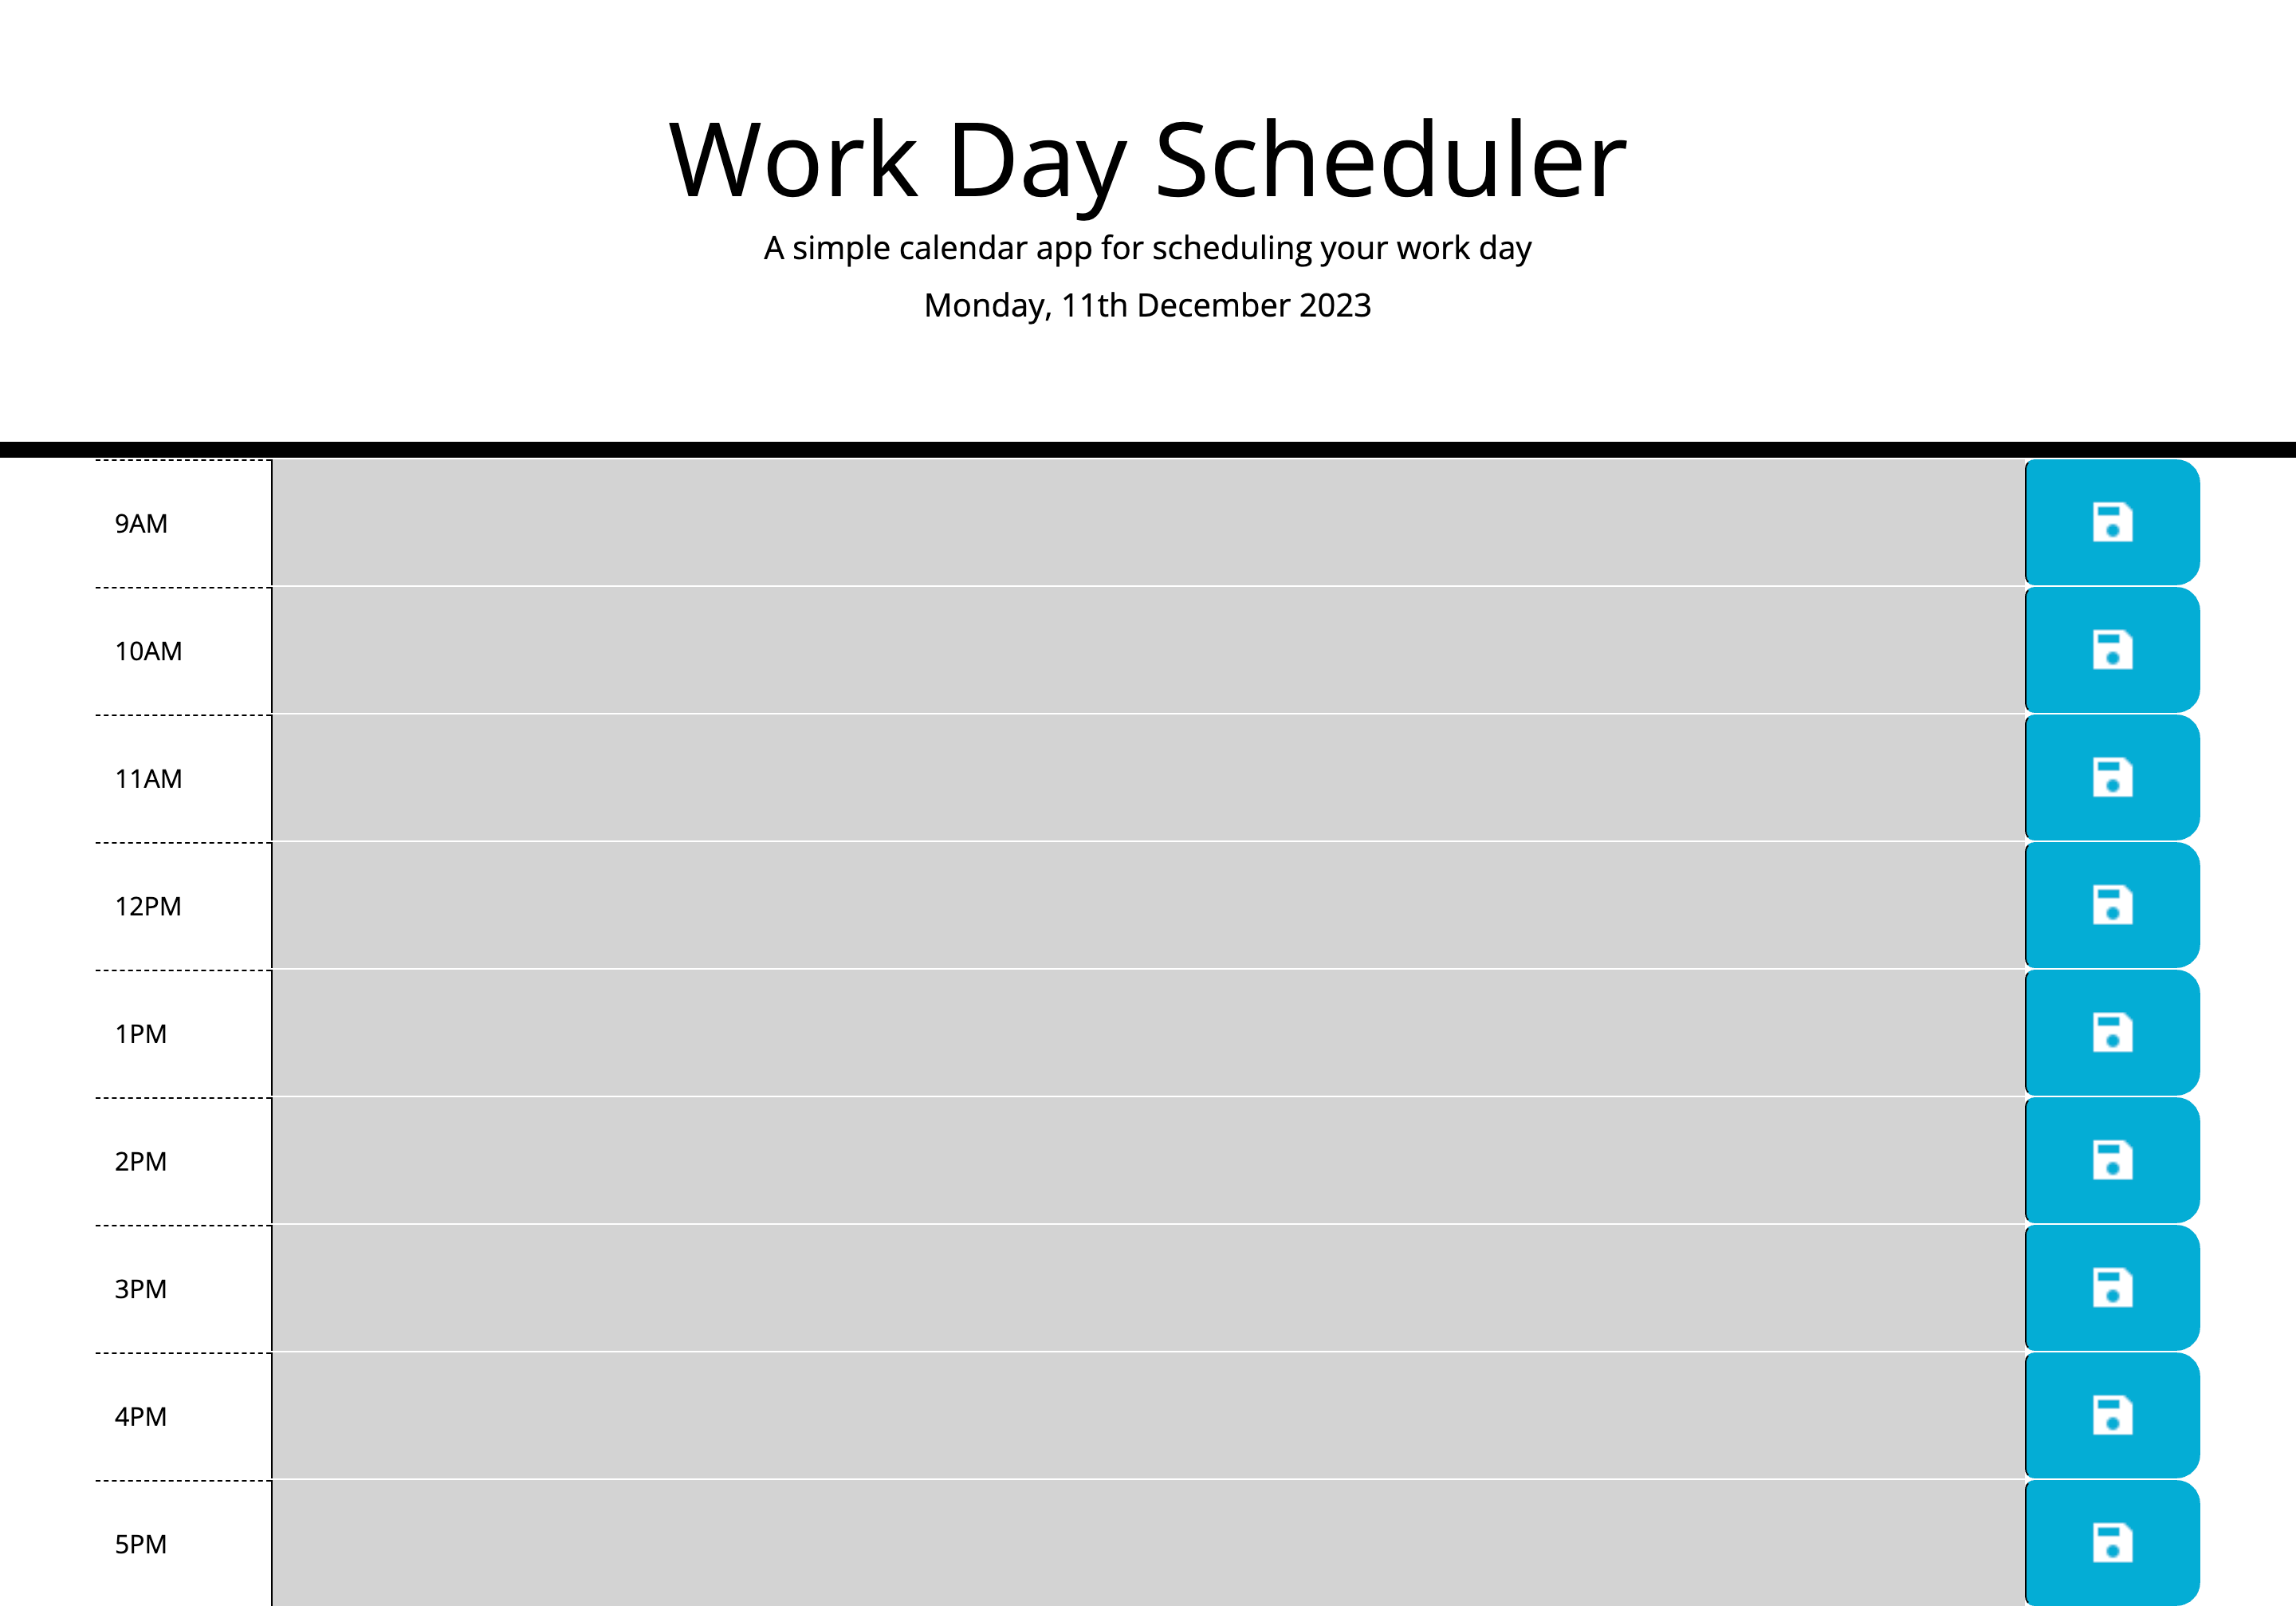 Work Day Scheduler
A simple calendar app for scheduling your work day
Monday, 11th December 2023
9AM
10AM
11AM
12PM
1PM
2PM
3PM
4PM
5PM